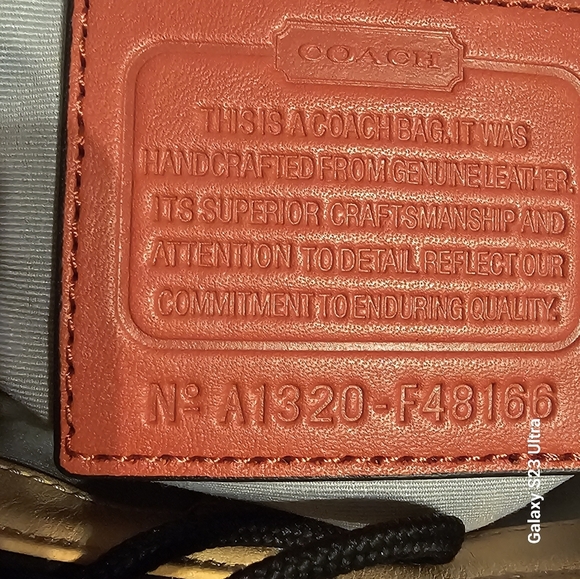 COACH
THIS IS A COACH BAG. IT WAS
HANDCRAFTED FROM GENUINE LEATHER.
ITS SUPERIOR CRAFTSMANSHIP AND
ATTENTION TO DETAIL REFLECT OUR
COMMITMENT TO ENDURING QUALITY.
Nº A1320-F48166
Galaxy S23 Ultra